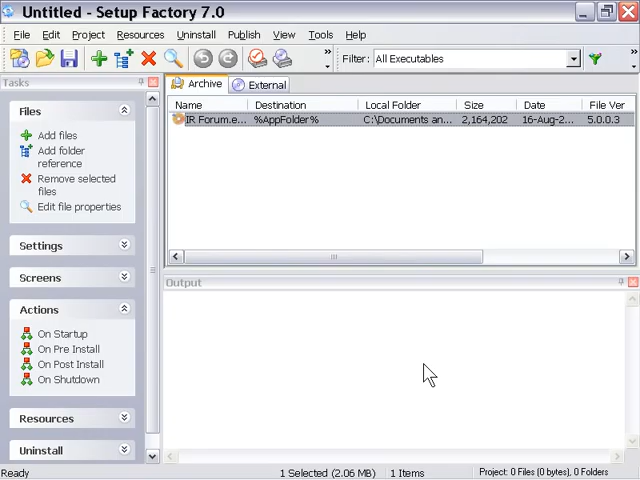 Untitled - Setup Factory 7.0
File Edit Project Resources Uninstall Publish View Tools Help
Filter: All Executables
Tasks
Archive External
Files
Add files
Add folder
reference
Remove selected
files
Edit file properties
Settings
Screens
Actions
On Startup
On Pre Install
On Post Install
On Shutdown
Resources
Uninstall
Name Destination Local Folder Size Date File Ver
IR Forum.e... %AppFolder% C:\Documents an... 2,164,202 16-Aug-2... 5.0.0.3
Output
Ready 1 Selected (2.06 MB) 1 Items Project: 0 Files (0 bytes), 0 Folders